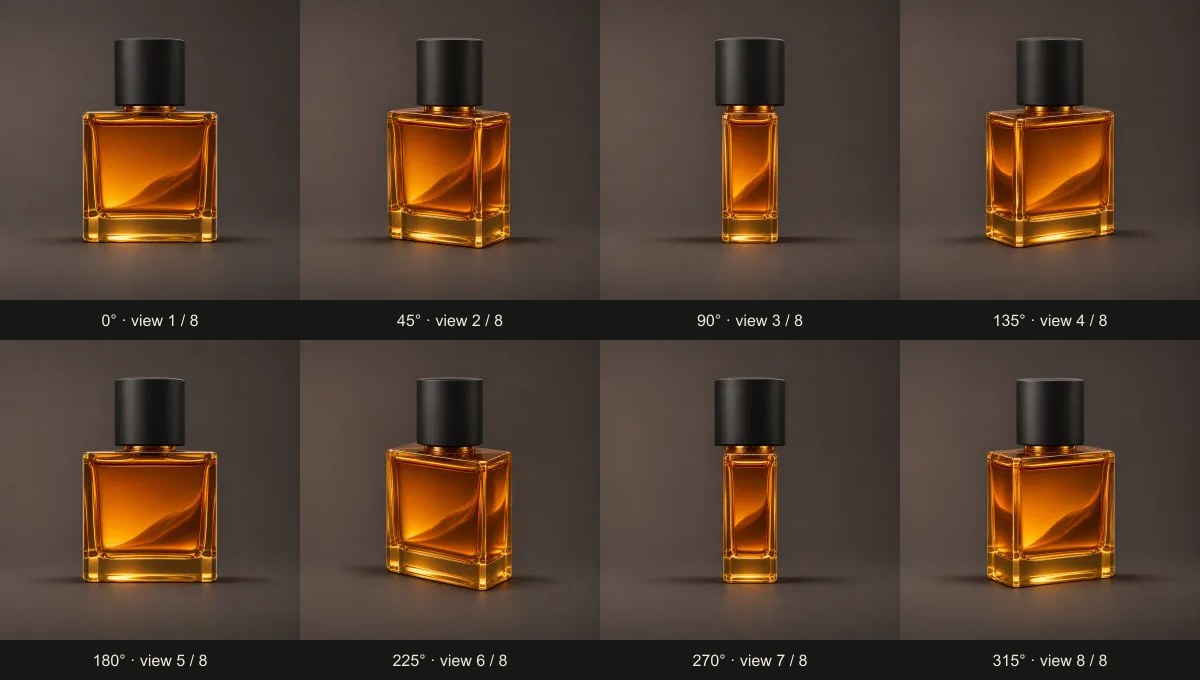 0° · view 1 / 8
45° · view 2 / 8
90° · view 3 / 8
135° · view 4 / 8
180° · view 5 / 8
225° · view 6 / 8
270° · view 7 / 8
315° · view 8 / 8